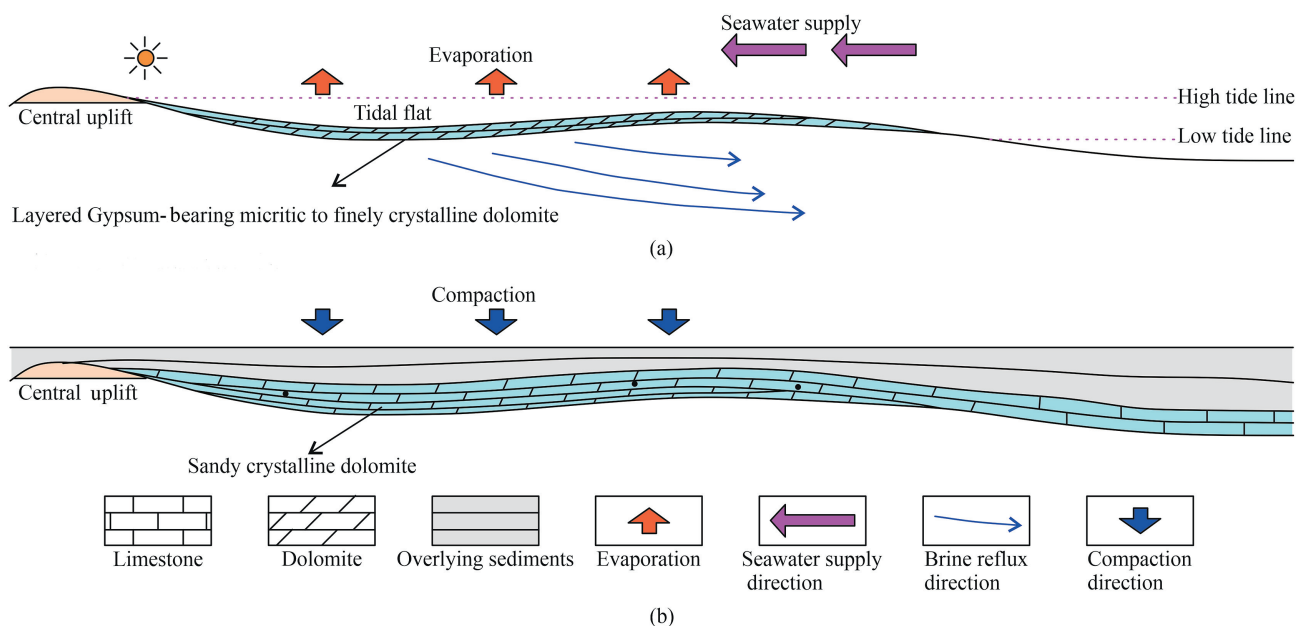 Seawater supply
Evaporation
High tide line
Central uplift
Tidal flat
Low tide line
Layered Gypsum-bearing micritic to finely crystalline dolomite
(a)
Compaction
Central uplift
Sandy crystalline dolomite
Limestone
Dolomite
Overlying sediments
Evaporation
Seawater supply
direction
Brine reflux
direction
Compaction
direction
(b)